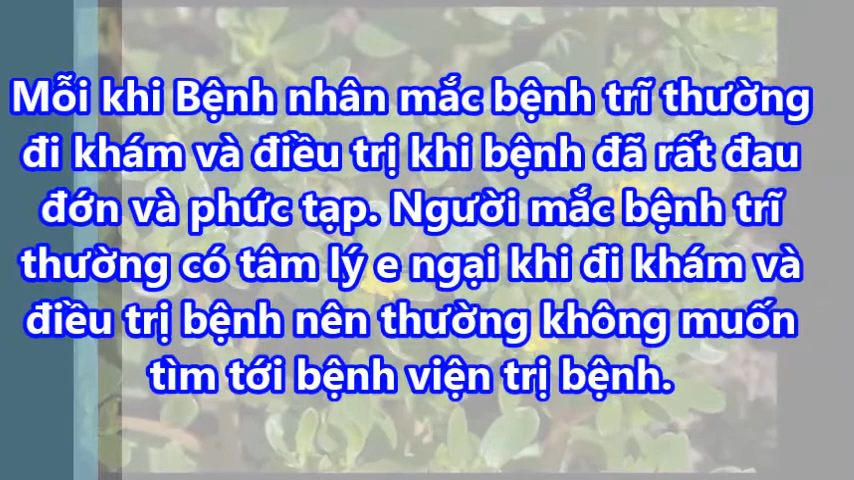 Mỗi khi Bệnh nhân mắc bệnh trĩ thường
đi khám và điều trị khi bệnh đã rất đau
đớn và phức tạp. Người mắc bệnh trĩ
thường có tâm lý e ngại khi đi khám và
điều trị bệnh nên thường không muốn
tìm tới bệnh viện trị bệnh.